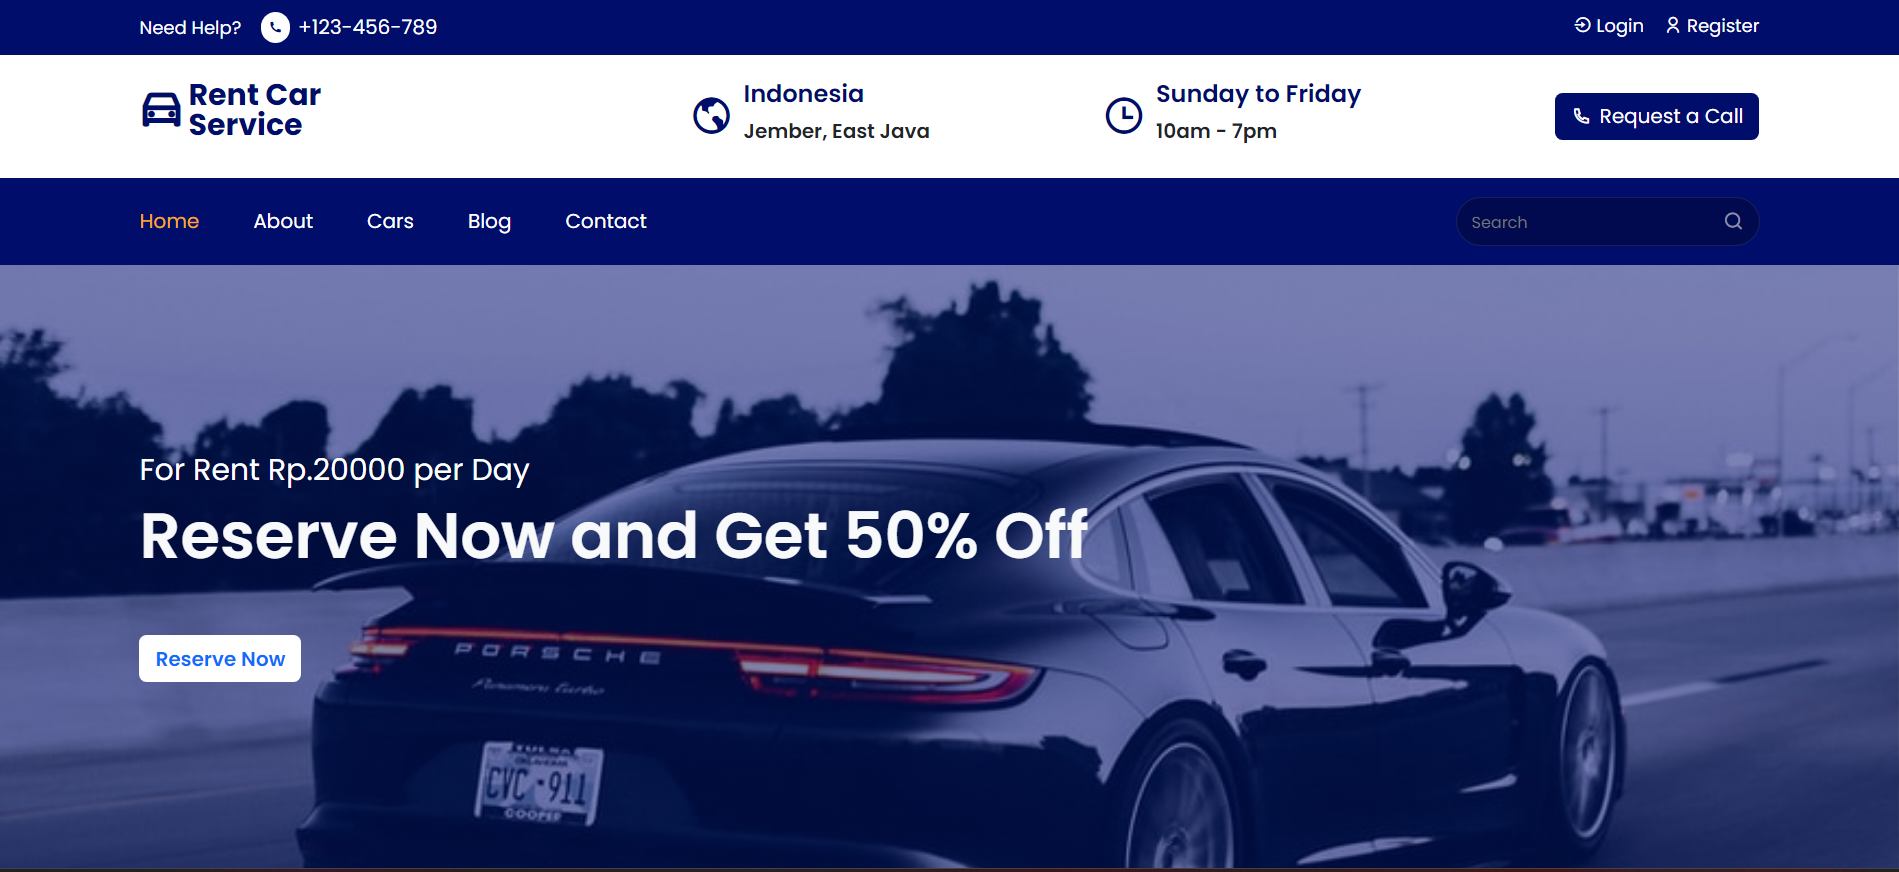 Need Help? +123-456-789 Login Register
Rent Car
Service
Indonesia
Jember, East Java
Sunday to Friday
10am - 7pm
Request a Call
Home About Cars Blog Contact Search
For Rent Rp.20000 per Day
Reserve Now and Get 50% Off
Reserve Now
PORSCHE
Panamera turbo
TULSA
OKLAHOMA
CVC-911
COOPER